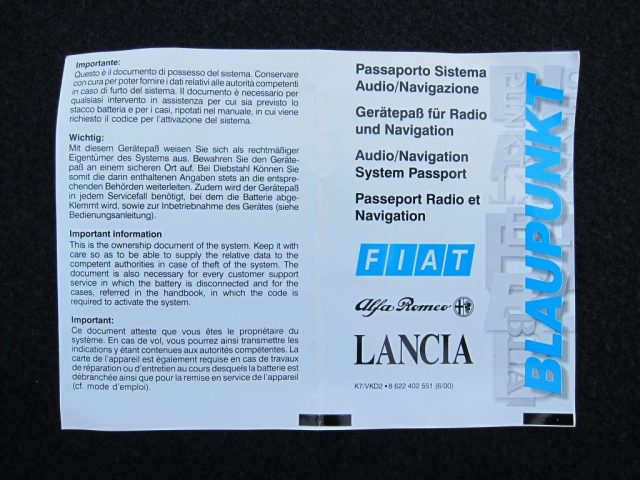 Importante:
Questo è il documento di possesso del sistema. Conservare
con cura per poter fornire i dati relativi alle autorità competenti
in caso di furto del sistema. Il documento è necessario per
qualsiasi intervento in assistenza per cui sia previsto lo
stacco batteria e per i casi, ripotati nel manuale, in cui viene
richiesto il codice per l'attivazione del sistema.
Wichtig:
Mit diesem Gerätepaß weisen Sie sich als rechtmäßiger
Eigentümer des Systems aus. Bewahren Sie den Geräte-
paß an einem sicheren Ort auf. Bei Diebstahl Können Sie
somit die darin enthaltenen Angaben stets an die entspre-
chenden Behörden weiterleiten. Zudem wird der Gerätepaß
in jedem Servicefall benötigt, bei dem die Batterie abge-
Klemmt wird, sowie zur Inbetriebnahme des Gerätes (siehe
Bedienungsanleitung).
Important information
This is the ownership document of the system. Keep it with
care so as to be able to supply the relative data to the
competent authorities in case of theft of the system. The
document is also necessary for every customer support
service in which the battery is disconnected and for the
cases, referred in the handbook, in which the code is
required to activate the system.
Important:
Ce document atteste que vous étes le propriétaire du
système. En cas de vol, vous pourrez ainsi transmettre les
indications y étant contenues aux autorités compétentes. La
carte de l'appareil est également requise en cas de travaux
de réparation ou d'entretien au cours desquels la batterie est
débranchée ainsi que pour la remise en service de l'appareil
(cf. mode d'emploi).
Passaporto Sistema
Audio/Navigazione
Gerätepaß für Radio
und Navigation
Audio/Navigation
System Passport
Passeport Radio et
Navigation
FIAT
Alfa Romeo
LANCIA
K7/VKD2 • 8 622 402 551 (6/00)
BLAUPUNKT